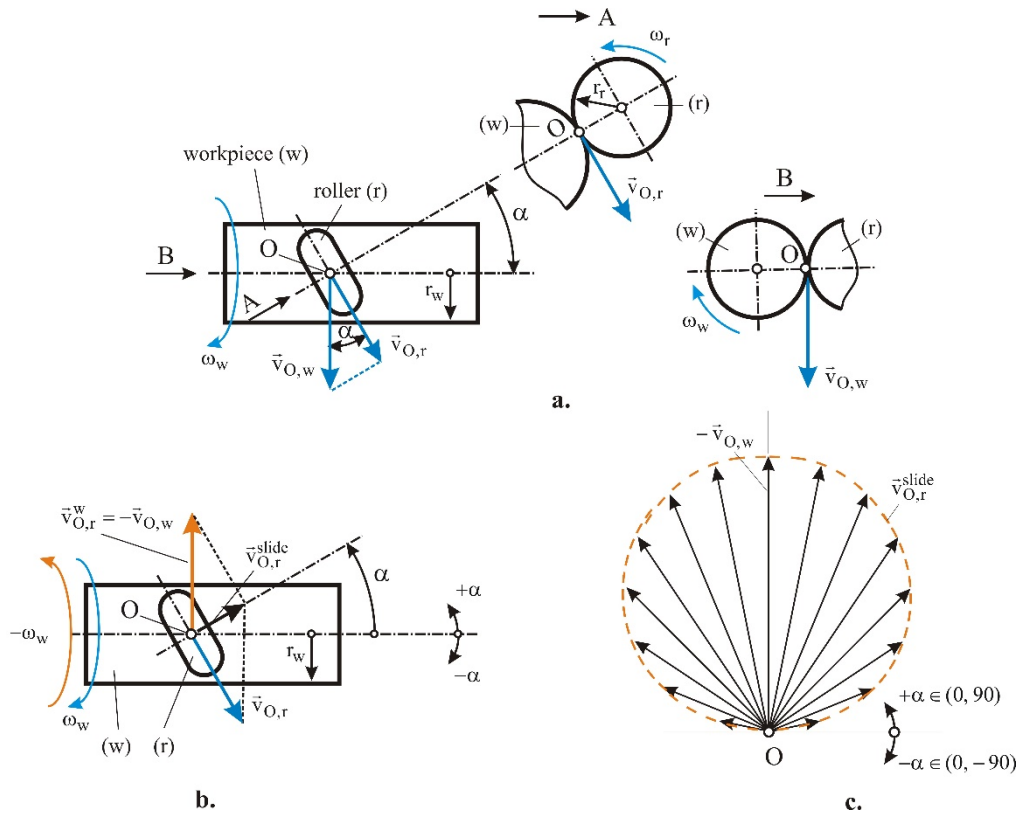 A
ω_r
r_r
(r)
(w)
O
v⃗_O,r
workpiece (w)
roller (r)
α
B
O
r_w
A
α
ω_w
v⃗_O,w
v⃗_O,r
B
(w)
(r)
O
ω_w
v⃗_O,w
a.
v⃗^w_O,r = −v⃗_O,w
v⃗^slide_O,r
α
O
+α
−α
−ω_w
r_w
ω_w
v⃗_O,r
(w)
(r)
b.
−v⃗_O,w
v⃗^slide_O,r
+α ∈ (0, 90)
O
−α ∈ (0, − 90)
c.